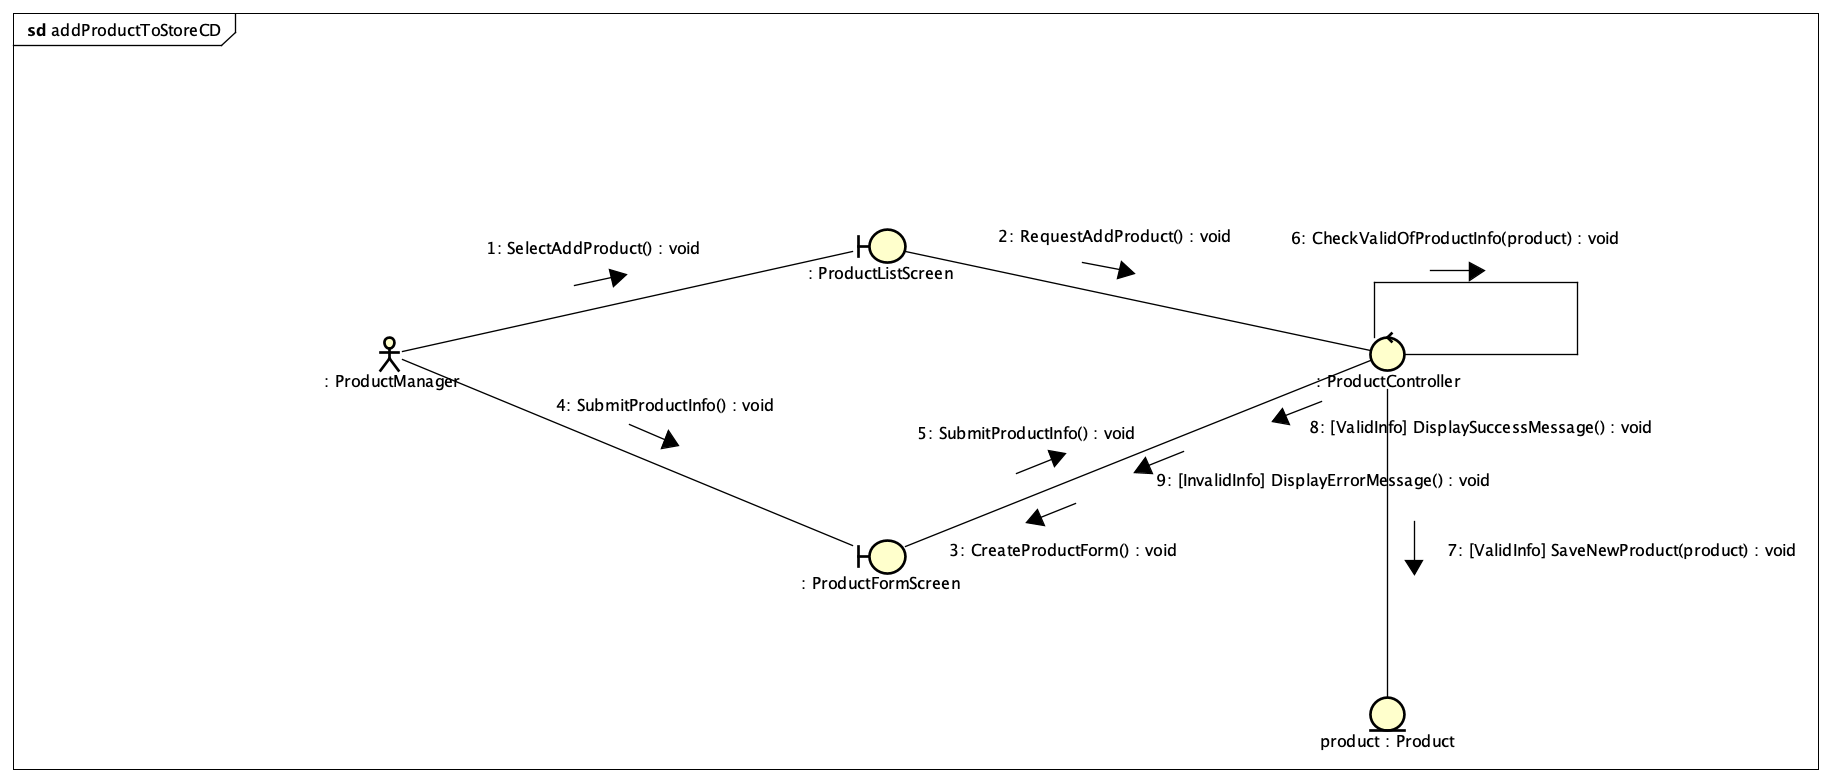 sd addProductToStoreCD
2: RequestAddProduct() : void
6: CheckValidOfProductInfo(product) : void
1: SelectAddProduct() : void
: ProductListScreen
: ProductManager
: ProductController
4: SubmitProductInfo() : void
5: SubmitProductInfo() : void
8: [ValidInfo] DisplaySuccessMessage() : void
9: [InvalidInfo] DisplayErrorMessage() : void
3: CreateProductForm() : void
7: [ValidInfo] SaveNewProduct(product) : void
: ProductFormScreen
product : Product